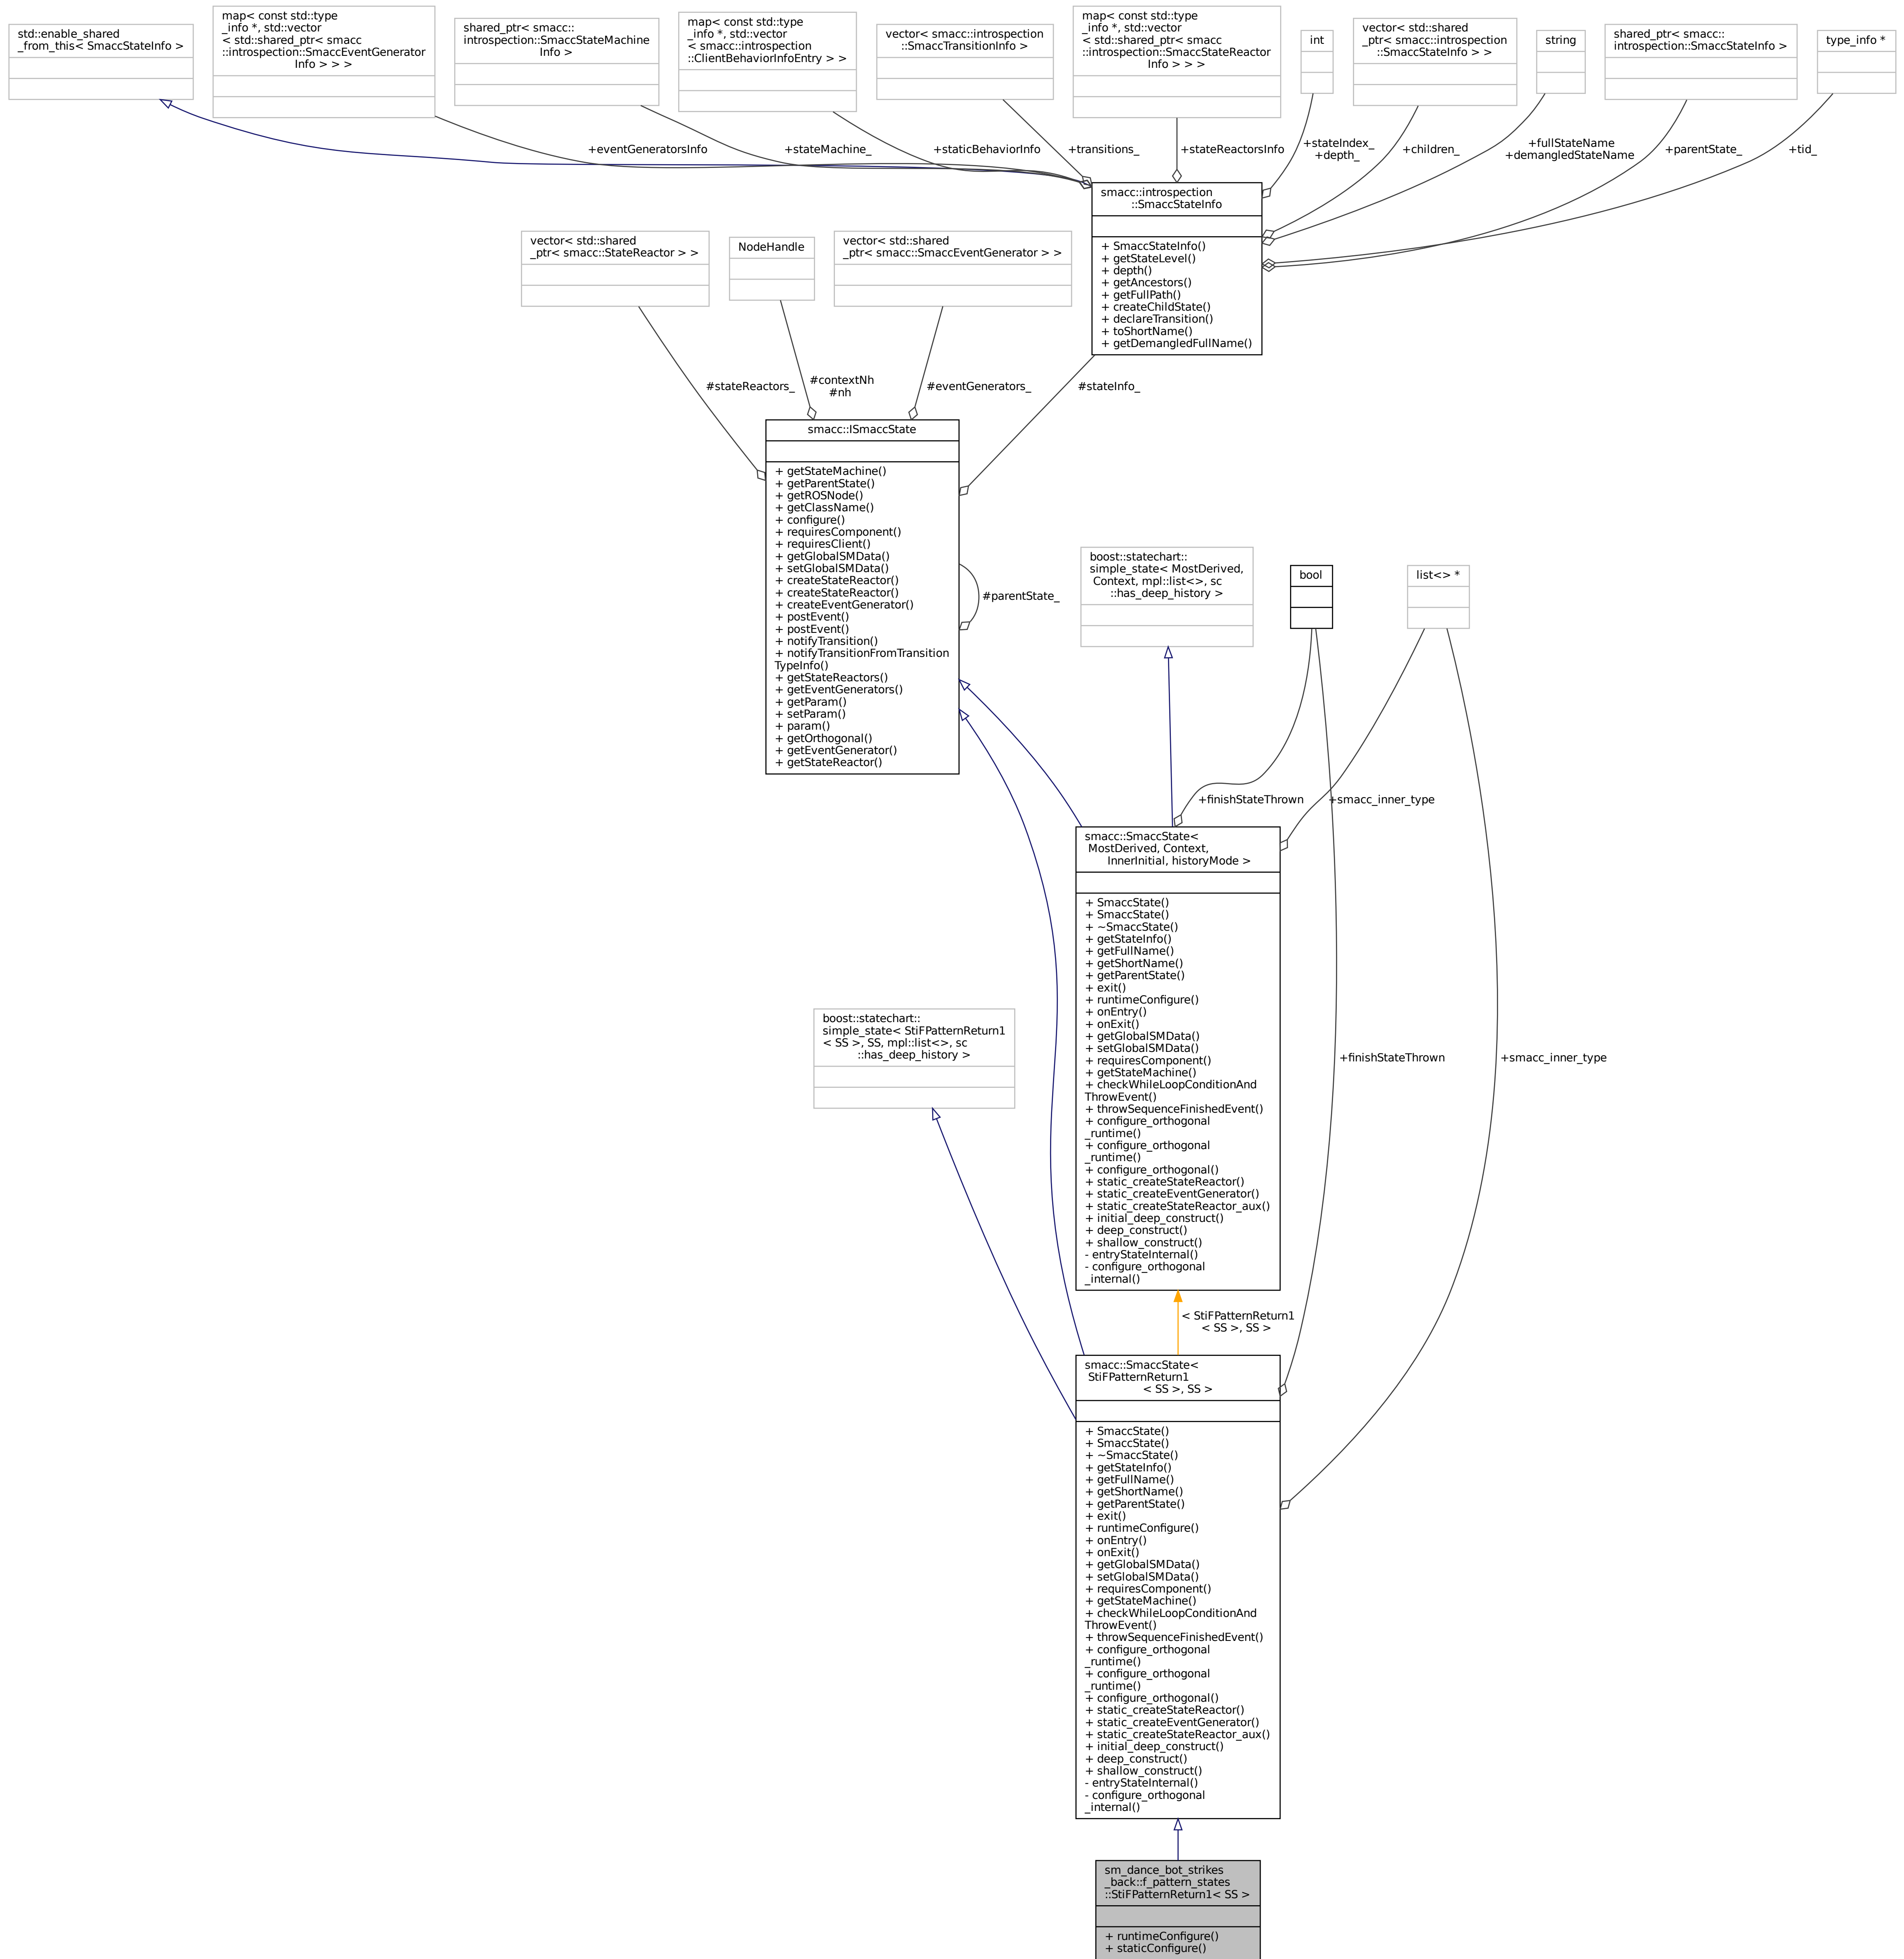 std::enable_shared
_from_this< SmaccStateInfo >
map< const std::type
_info *, std::vector
< std::shared_ptr< smacc
::introspection::SmaccEventGenerator
Info > > >
shared_ptr< smacc::
introspection::SmaccStateMachine
Info >
map< const std::type
_info *, std::vector
< smacc::introspection
::ClientBehaviorInfoEntry > >
vector< smacc::introspection
::SmaccTransitionInfo >
map< const std::type
_info *, std::vector
< std::shared_ptr< smacc
::introspection::SmaccStateReactor
Info > > >
int
vector< std::shared
_ptr< smacc::introspection
::SmaccStateInfo > >
string
shared_ptr< smacc::
introspection::SmaccStateInfo >
type_info *
+eventGeneratorsInfo
+stateMachine_
+staticBehaviorInfo
+transitions_
+stateReactorsInfo
+stateIndex_
+depth_
+children_
+fullStateName
+demangledStateName
+parentState_
+tid_
smacc::introspection
::SmaccStateInfo
+ SmaccStateInfo()
+ getStateLevel()
+ depth()
+ getAncestors()
+ getFullPath()
+ createChildState()
+ declareTransition()
+ toShortName()
+ getDemangledFullName()
vector< std::shared
_ptr< smacc::StateReactor > >
NodeHandle
vector< std::shared
_ptr< smacc::SmaccEventGenerator > >
#stateReactors_
#contextNh
#nh
#eventGenerators_
#stateInfo_
smacc::ISmaccState
+ getStateMachine()
+ getParentState()
+ getROSNode()
+ getClassName()
+ configure()
+ requiresComponent()
+ requiresClient()
+ getGlobalSMData()
+ setGlobalSMData()
+ createStateReactor()
+ createStateReactor()
+ createEventGenerator()
+ postEvent()
+ postEvent()
+ notifyTransition()
+ notifyTransitionFromTransition
TypeInfo()
+ getStateReactors()
+ getEventGenerators()
+ getParam()
+ setParam()
+ param()
+ getOrthogonal()
+ getEventGenerator()
+ getStateReactor()
#parentState_
boost::statechart::
simple_state< MostDerived,
Context, mpl::list<>, sc
::has_deep_history >
bool
list<> *
+finishStateThrown
+smacc_inner_type
smacc::SmaccState<
MostDerived, Context,
InnerInitial, historyMode >
+ SmaccState()
+ SmaccState()
+ ~SmaccState()
+ getStateInfo()
+ getFullName()
+ getShortName()
+ getParentState()
+ exit()
+ runtimeConfigure()
+ onEntry()
+ onExit()
+ getGlobalSMData()
+ setGlobalSMData()
+ requiresComponent()
+ getStateMachine()
+ checkWhileLoopConditionAnd
ThrowEvent()
+ throwSequenceFinishedEvent()
+ configure_orthogonal
_runtime()
+ configure_orthogonal
_runtime()
+ configure_orthogonal()
+ static_createStateReactor()
+ static_createEventGenerator()
+ static_createStateReactor_aux()
+ initial_deep_construct()
+ deep_construct()
+ shallow_construct()
- entryStateInternal()
- configure_orthogonal
_internal()
boost::statechart::
simple_state< StiFPatternReturn1
< SS >, SS, mpl::list<>, sc
::has_deep_history >
+finishStateThrown
+smacc_inner_type
< StiFPatternReturn1
< SS >, SS >
smacc::SmaccState<
StiFPatternReturn1
< SS >, SS >
+ SmaccState()
+ SmaccState()
+ ~SmaccState()
+ getStateInfo()
+ getFullName()
+ getShortName()
+ getParentState()
+ exit()
+ runtimeConfigure()
+ onEntry()
+ onExit()
+ getGlobalSMData()
+ setGlobalSMData()
+ requiresComponent()
+ getStateMachine()
+ checkWhileLoopConditionAnd
ThrowEvent()
+ throwSequenceFinishedEvent()
+ configure_orthogonal
_runtime()
+ configure_orthogonal
_runtime()
+ configure_orthogonal()
+ static_createStateReactor()
+ static_createEventGenerator()
+ static_createStateReactor_aux()
+ initial_deep_construct()
+ deep_construct()
+ shallow_construct()
- entryStateInternal()
- configure_orthogonal
_internal()
sm_dance_bot_strikes
_back::f_pattern_states
::StiFPatternReturn1< SS >
+ runtimeConfigure()
+ staticConfigure()